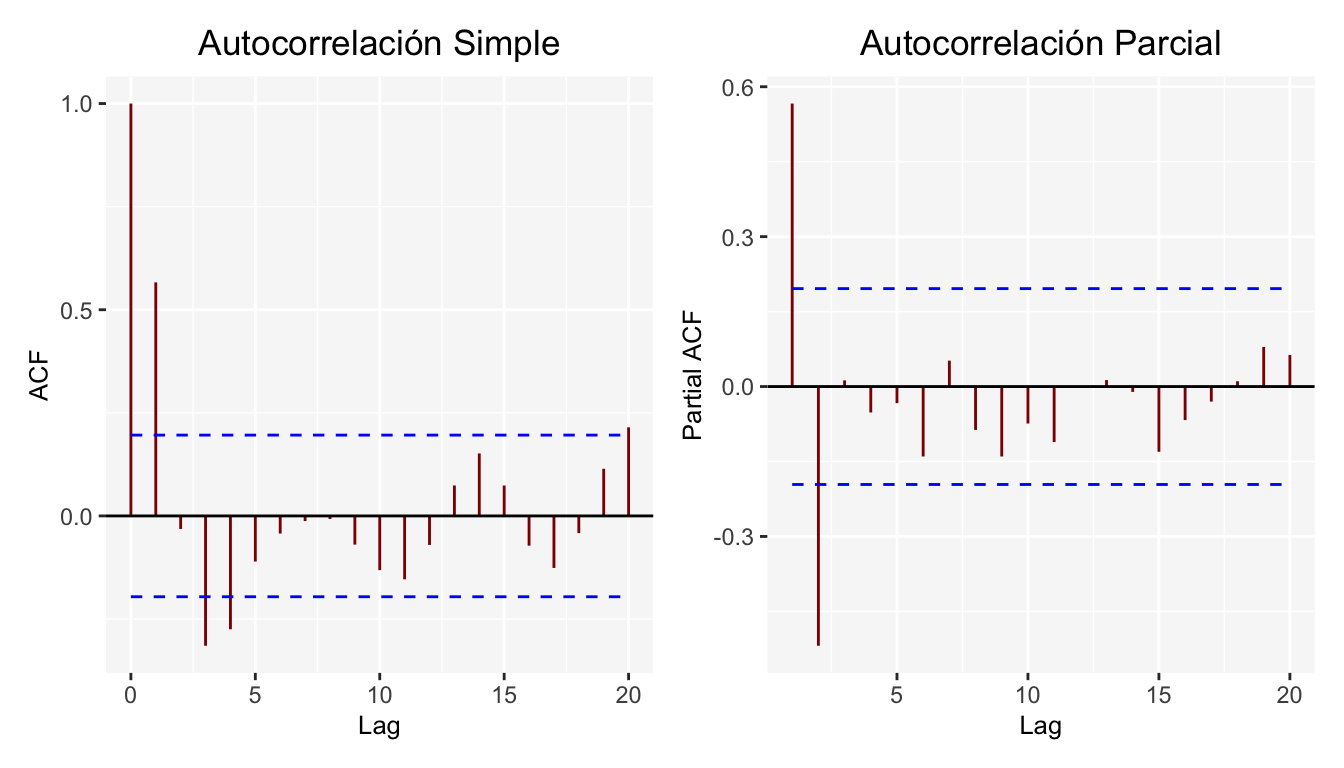 Autocorrelación Simple
1.0
0.5
0.0
ACF
0 5 10 15 20
Lag
Autocorrelación Parcial
0.6
0.3
0.0
-0.3
Partial ACF
5 10 15 20
Lag